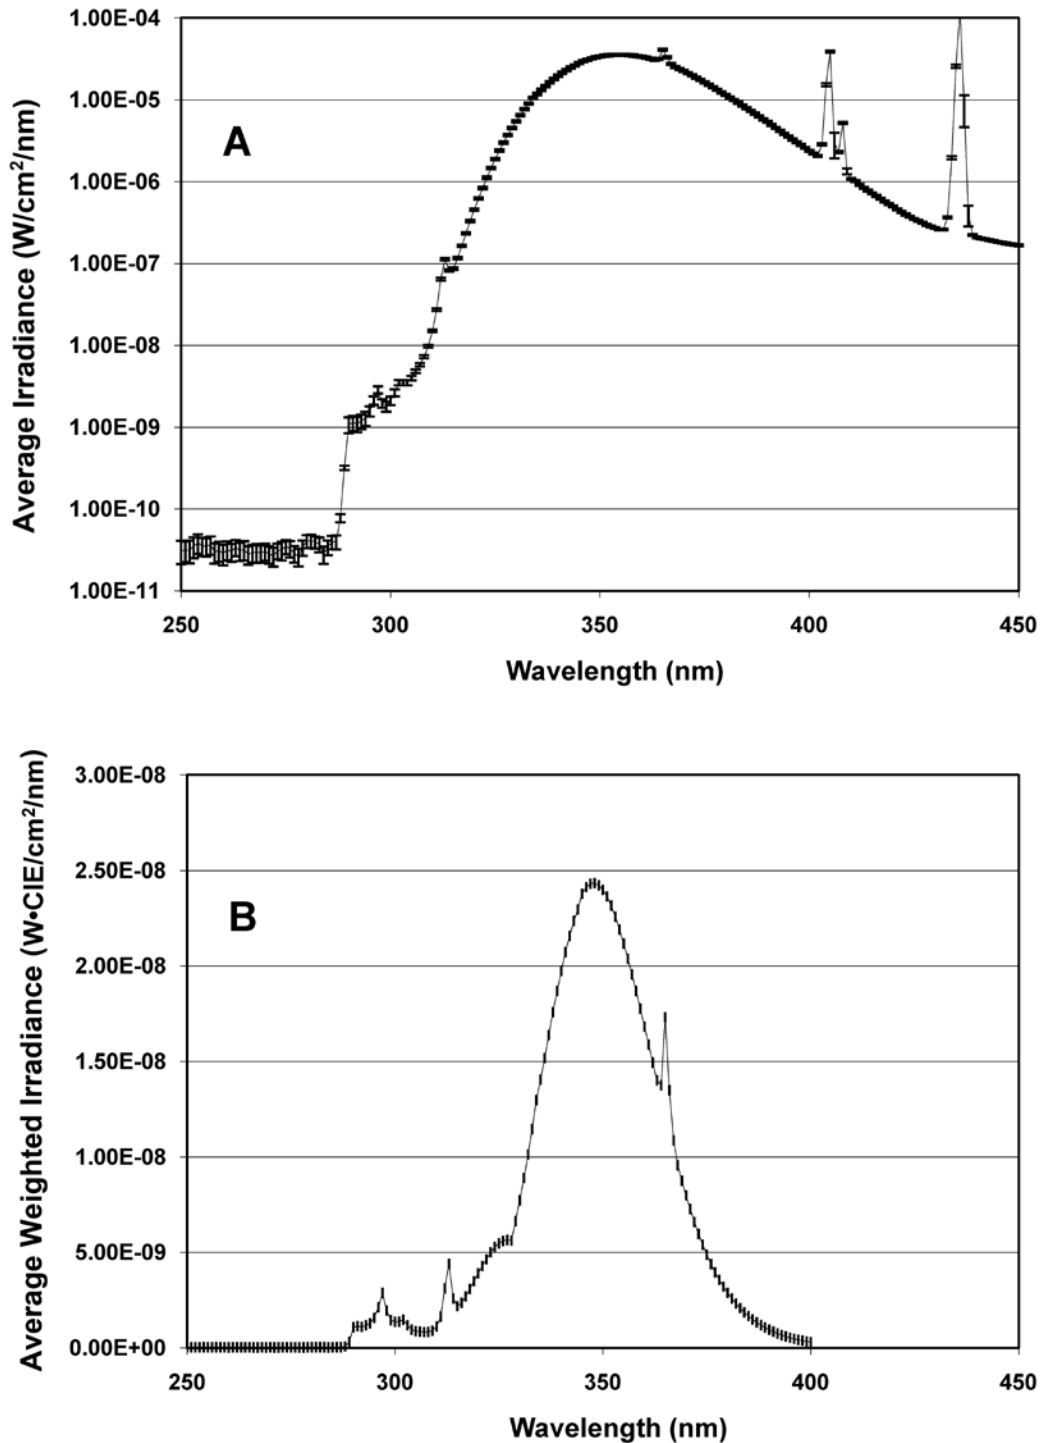 1.00E-04
1.00E-05
1.00E-06
1.00E-07
1.00E-08
1.00E-09
1.00E-10
1.00E-11
Average Irradiance (W/cm²/nm)
A
250 300 350 400 450
Wavelength (nm)
3.00E-08
2.50E-08
2.00E-08
1.50E-08
1.00E-08
5.00E-09
0.00E+00
Average Weighted Irradiance (W•CIE/cm²/nm)
B
250 300 350 400 450
Wavelength (nm)